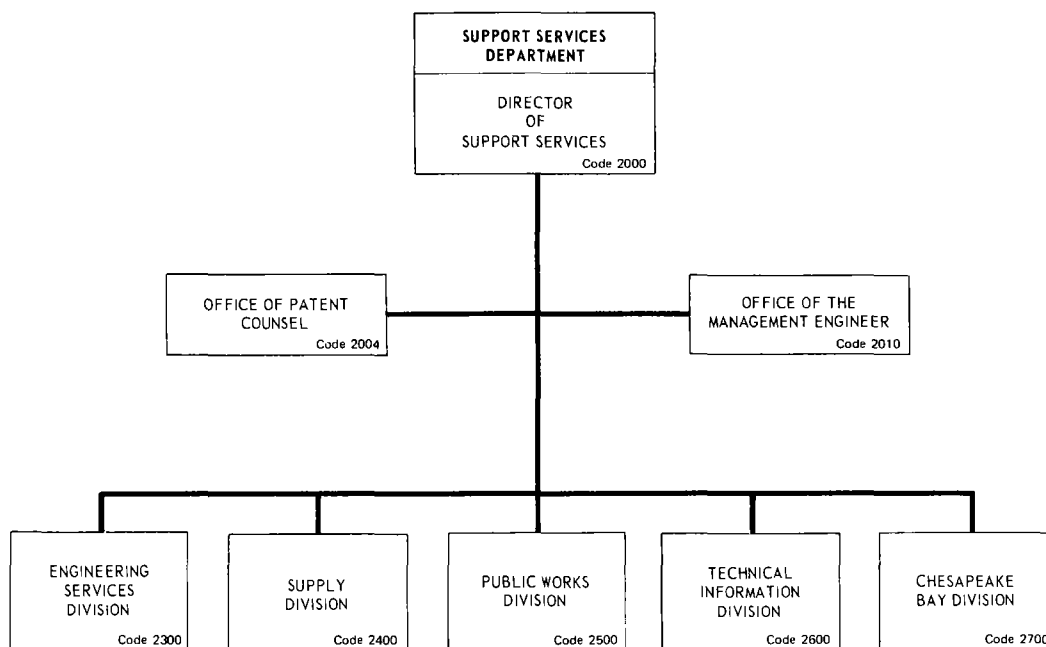 SUPPORT SERVICES
DEPARTMENT
DIRECTOR
OF
SUPPORT SERVICES
Code 2000
OFFICE OF PATENT
COUNSEL
Code 2004
OFFICE OF THE
MANAGEMENT ENGINEER
Code 2010
ENGINEERING
SERVICES
DIVISION
Code 2300
SUPPLY
DIVISION
Code 2400
PUBLIC WORKS
DIVISION
Code 2500
TECHNICAL
INFORMATION
DIVISION
Code 2600
CHESAPEAKE
BAY DIVISION
Code 2700